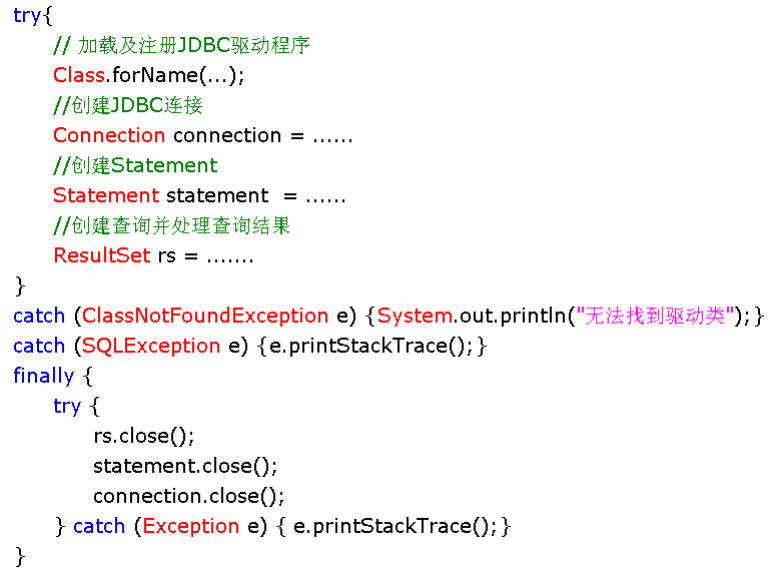 try{
// 加载及注册JDBC驱动程序
Class.forName(...);
//创建JDBC连接
Connection connection = ......
//创建Statement
Statement statement  = ......
//创建查询并处理查询结果
ResultSet rs = .......
}
catch (ClassNotFoundException e) {System.out.println("无法找到驱动类");}
catch (SQLException e) {e.printStackTrace();}
finally {
try {
rs.close();
statement.close();
connection.close();
} catch (Exception e) { e.printStackTrace();}
}